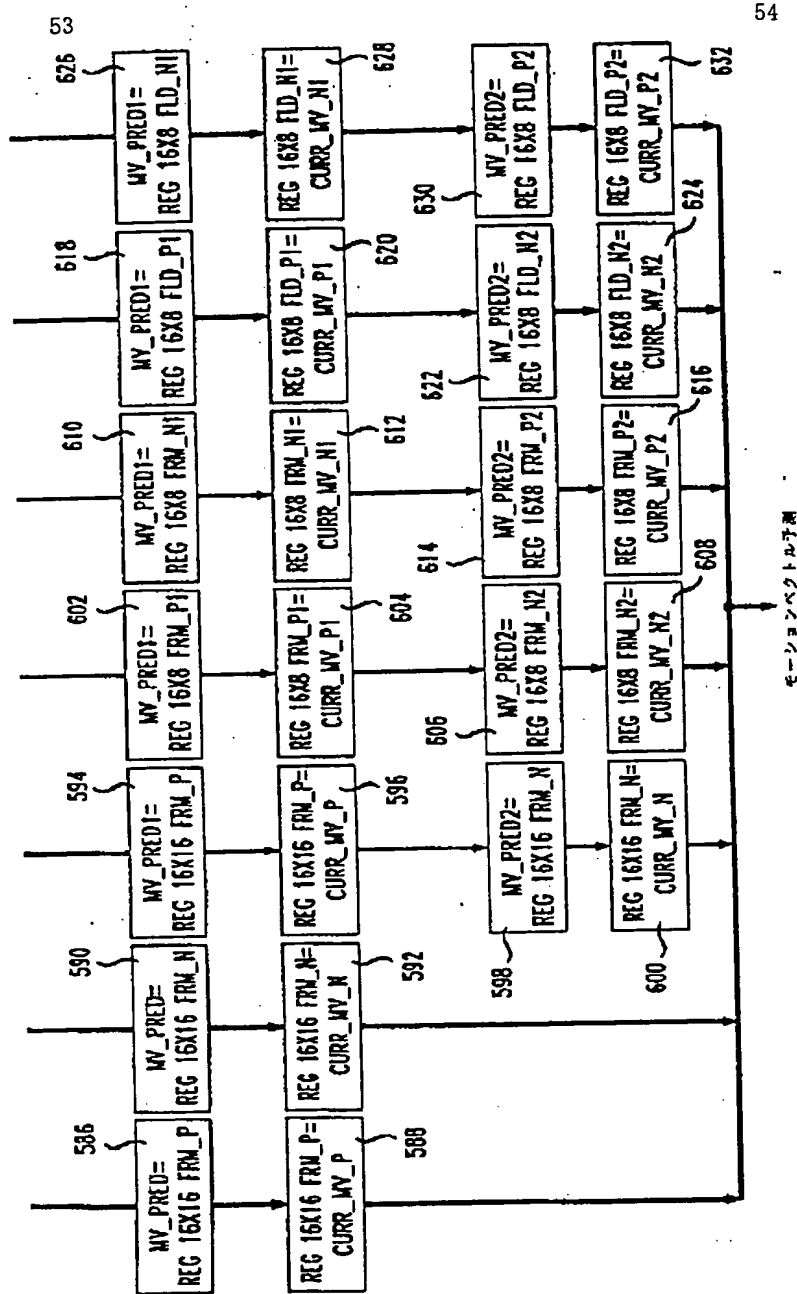 53
54
586
MV_PRED=
REG 16X16 FRM_P
588
REG 16X16 FRM_P=
CURR_MV_P
590
MV_PRED=
REG 16X16 FRM_N
592
REG 16X16 FRM_N=
CURR_MV_N
594
MV_PRED1=
REG 16X16 FRM_P
596
REG 16X16 FRM_P=
CURR_MV_P
598
MV_PRED2=
REG 16X16 FRM_N
600
REG 16X16 FRM_N=
CURR_MV_N
602
MV_PRED1=
REG 16X8 FRM_P1
604
REG 16X8 FRM_P1=
CURR_MV_P1
606
MV_PRED2=
REG 16X8 FRM_N2
608
REG 16X8 FRM_N2=
CURR_MV_N2
610
MV_PRED1=
REG 16X8 FRM_N1
612
REG 16X8 FRM_N1=
CURR_MV_N1
614
MV_PRED2=
REG 16X8 FRM_P2
616
REG 16X8 FRM_P2=
CURR_MV_P2
618
MV_PRED1=
REG 16X8 FLD_P1
620
REG 16X8 FLD_P1=
CURR_MV_P1
622
MV_PRED2=
REG 16X8 FLD_N2
624
REG 16X8 FLD_N2=
CURR_MV_N2
626
MV_PRED1=
REG 16X8 FLD_N1
628
REG 16X8 FLD_N1=
CURR_MV_N1
630
MV_PRED2=
REG 16X8 FLD_P2
632
REG 16X8 FLD_P2=
CURR_MV_P2
モーションベクトル予測